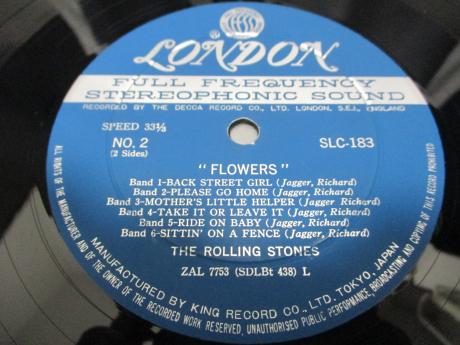 LONDON
FULL FREQUENCY
STEREOPHONIC SOUND
RECORDED BY THE DECCA RECORD CO., LTD. LONDON, S.E.I., ENGLAND
SPEED 33⅓
NO. 2
(2 Sides)
SLC-183
"FLOWERS"
Band 1-BACK STREET GIRL (Jagger, Richard)
Band 2-PLEASE GO HOME (Jagger, Richard)
Band 3-MOTHER'S LITTLE HELPER (Jagger, Richard)
Band 4-TAKE IT OR LEAVE IT (Jagger, Richard)
Band 5-RIDE ON BABY (Jagger, Richard)
Band 6-SITTIN' ON A FENCE (Jagger, Richard)
THE ROLLING STONES
ZAL 7753 (SDLBt 438) L
MANUFACTURED BY KING RECORD CO., LTD. TOKYO, JAPAN
ALL RIGHTS OF THE MANUFACTURER AND OF THE OWNER OF THE RECORDED WORK RESERVED, UNAUTHORISED PUBLIC PERFORMANCE, BROADCASTING AND COPYING OF THIS RECORD PROHIBITED